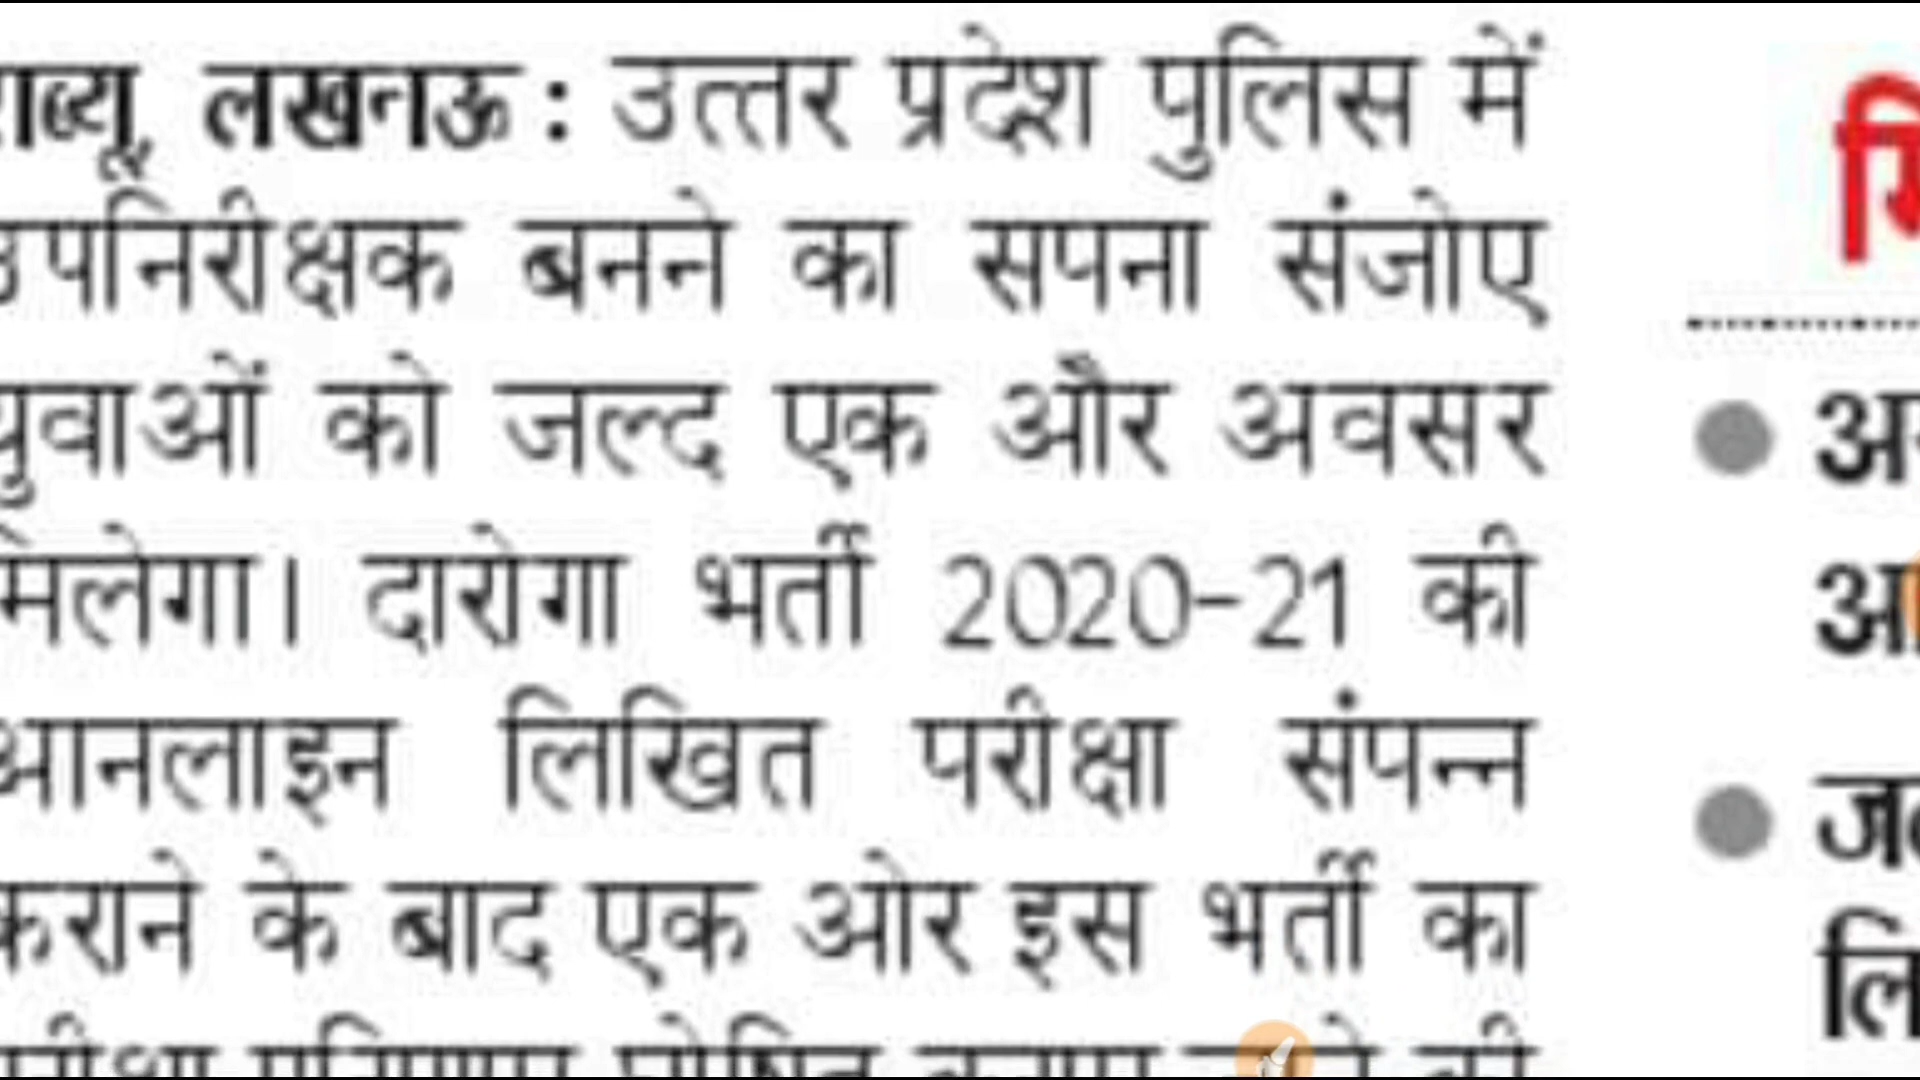 राब्यू, लखनऊ : उत्तर प्रदेश पुलिस में
उपनिरीक्षक बनने का सपना संजोए
युवाओं को जल्द एक और अवसर
मिलेगा। दारोगा भर्ती 2020-21 की
आनलाइन लिखित परीक्षा संपन्न
कराने के बाद एक ओर इस भर्ती का